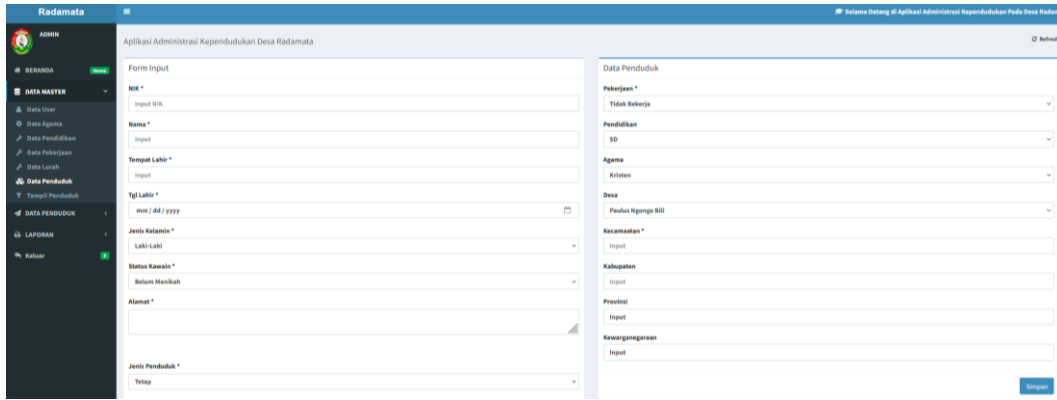 Radamata
Selama Datang di Aplikasi Administrasi Kependudukan Pada Desa Radam
ADMIN
Aplikasi Administrasi Kependudukan Desa Radamata
Refresh
BERANDA
Home
DATA MASTER
Data User
Data Agama
Data Pendidikan
Data Pekerjaan
Data Lurah
Data Penduduk
Tampil Penduduk
DATA PENDUDUK
LAPORAN
Keluar
Form Input
NIK *
Input NIK
Nama *
Input
Tempat Lahir *
Input
Tgl Lahir *
mm / dd / yyyy
Jenis Kelamin *
Laki-Laki
Status Kawain *
Belum Menikah
Alamat *
Jenis Penduduk *
Tetap
Data Penduduk
Pekerjaan *
Tidak Bekerja
Pendidikan
SD
Agama
Kristen
Desa
Paulus Ngongo Bili
Kecamaatan *
Input
Kabupaten
Input
Provinsi
Input
Kewarganegaraan
Input
Simpan